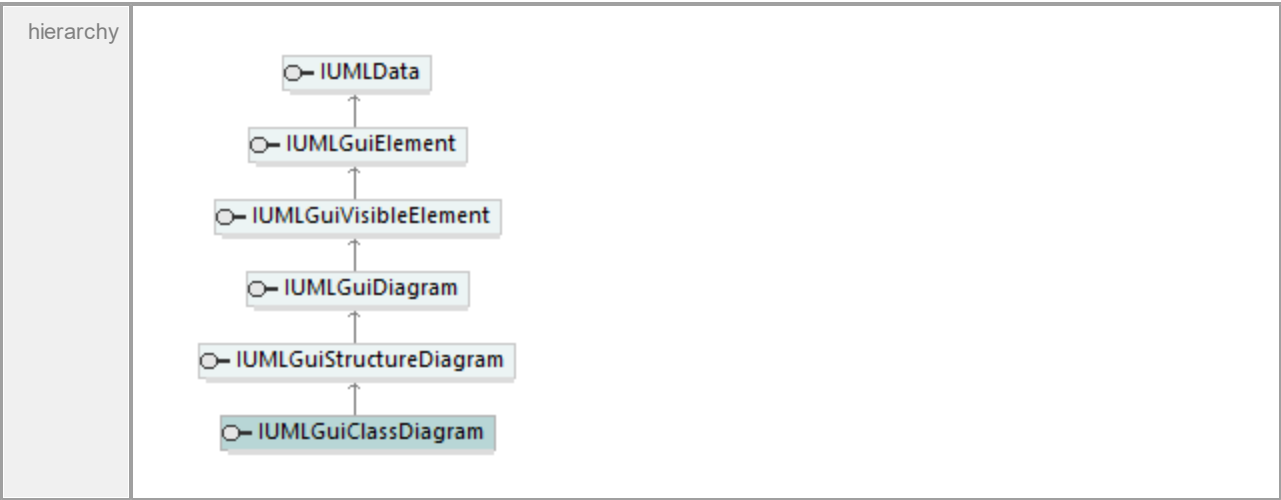 hierarchy
IUMLData
IUMLGuiElement
IUMLGuiVisibleElement
IUMLGuiDiagram
IUMLGuiStructureDiagram
IUMLGuiClassDiagram